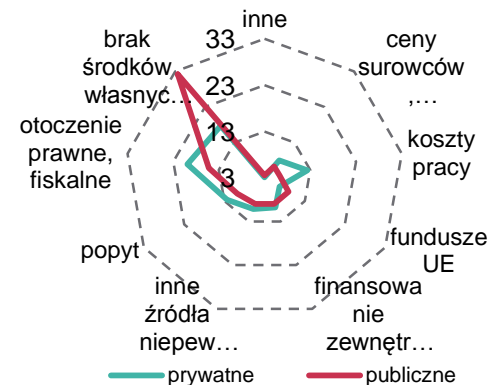 inne
33
23
13
3
ceny
surowców
,…
koszty
pracy
fundusze
UE
finansowa
nie
zewnętr…
inne
źródła
niepew…
popyt
otoczenie
prawne,
fiskalne
brak
środków
własnyc…
prywatne
publiczne